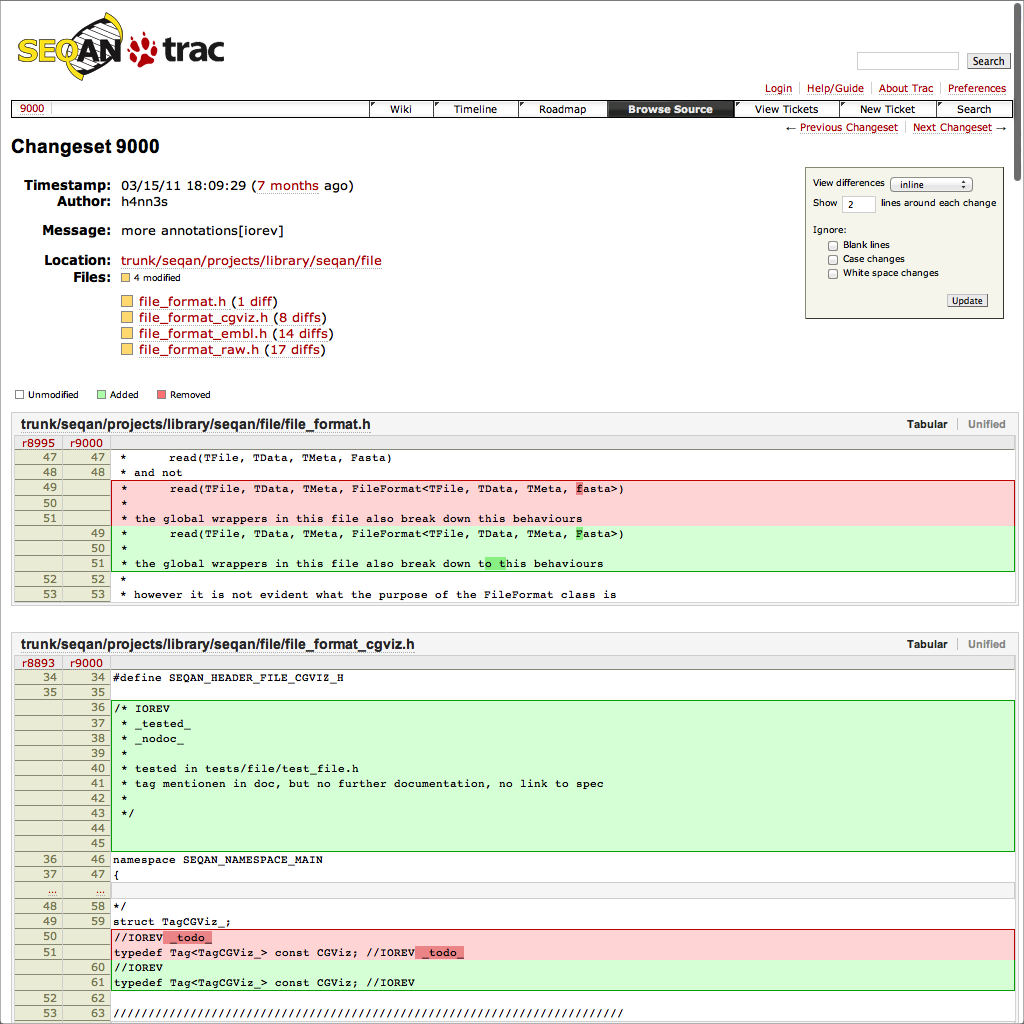 SEQAN trac
Search
Login Help/Guide About Trac Preferences
9000 Wiki Timeline Roadmap Browse Source View Tickets New Ticket Search
← Previous Changeset Next Changeset →
Changeset 9000
Timestamp: 03/15/11 18:09:29 (7 months ago)
Author: h4nn3s
Message: more annotations[iorev]
Location: trunk/seqan/projects/library/seqan/file
Files: 4 modified
file_format.h (1 diff)
file_format_cgviz.h (8 diffs)
file_format_embl.h (14 diffs)
file_format_raw.h (17 diffs)
View differences inline
Show 2 lines around each change
Ignore:
Blank lines
Case changes
White space changes
Update
Unmodified Added Removed
trunk/seqan/projects/library/seqan/file/file_format.h Tabular Unified
r8995 r9000
47 47 * read(TFile, TData, TMeta, Fasta)
48 48 * and not
49 * read(TFile, TData, TMeta, FileFormat<TFile, TData, TMeta, fasta>)
50 *
51 * the global wrappers in this file also break down this behaviours
49 * read(TFile, TData, TMeta, FileFormat<TFile, TData, TMeta, Fasta>)
50 *
51 * the global wrappers in this file also break down to this behaviours
52 52 *
53 53 * however it is not evident what the purpose of the FileFormat class is
trunk/seqan/projects/library/seqan/file/file_format_cgviz.h Tabular Unified
r8893 r9000
34 34 #define SEQAN_HEADER_FILE_CGVIZ_H
35 35
36 /* IOREV
37 * _tested_
38 * _nodoc_
39 *
40 * tested in tests/file/test_file.h
41 * tag mentionen in doc, but no further documentation, no link to spec
42 *
43 */
44
45
36 46 namespace SEQAN_NAMESPACE_MAIN
37 47 {
… …
48 58 */
49 59 struct TagCGViz_;
50 //IOREV _todo_
51 typedef Tag<TagCGViz_> const CGViz; //IOREV _todo_
60 //IOREV
61 typedef Tag<TagCGViz_> const CGViz; //IOREV
52 62
53 63 /////////////////////////////////////////////////////////////////////////